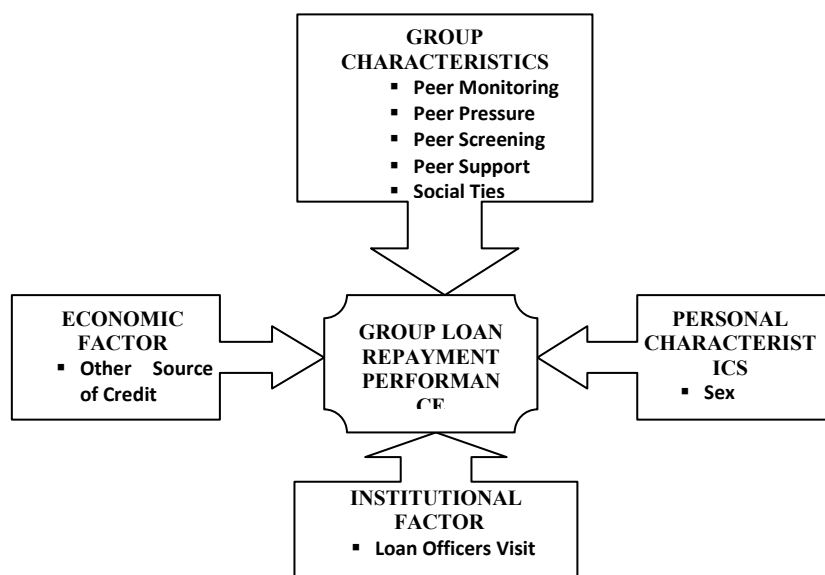 GROUP
CHARACTERISTICS
▪ Peer Monitoring
▪ Peer Pressure
▪ Peer Screening
▪ Peer Support
▪ Social Ties
ECONOMIC
FACTOR
▪ Other Source
of Credit
GROUP LOAN
REPAYMENT
PERFORMAN
CE
PERSONAL
CHARACTERIST
ICS
▪ Sex
INSTITUTIONAL
FACTOR
▪ Loan Officers Visit